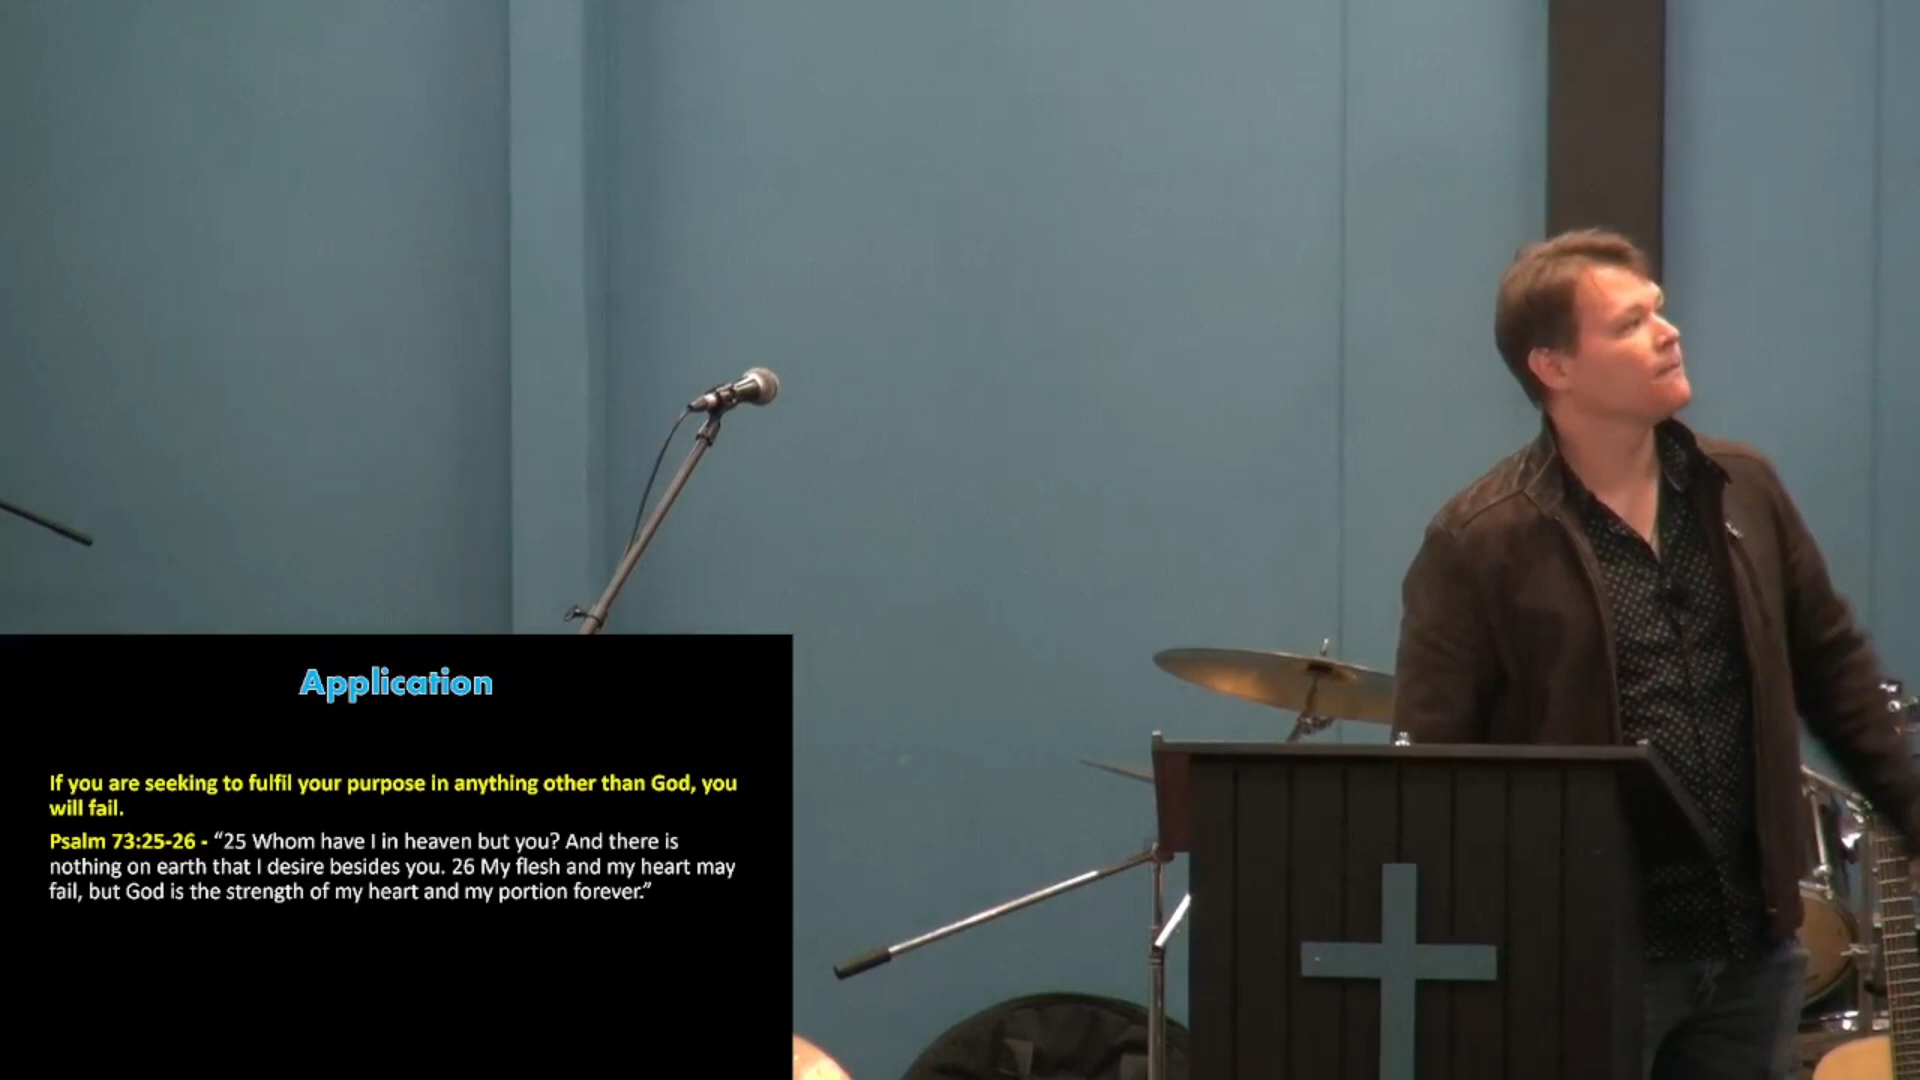 Application
If you are seeking to fulfil your purpose in anything other than God, you
will fail.
Psalm 73:25-26 - “25 Whom have I in heaven but you? And there is
nothing on earth that I desire besides you. 26 My flesh and my heart may
fail, but God is the strength of my heart and my portion forever.”